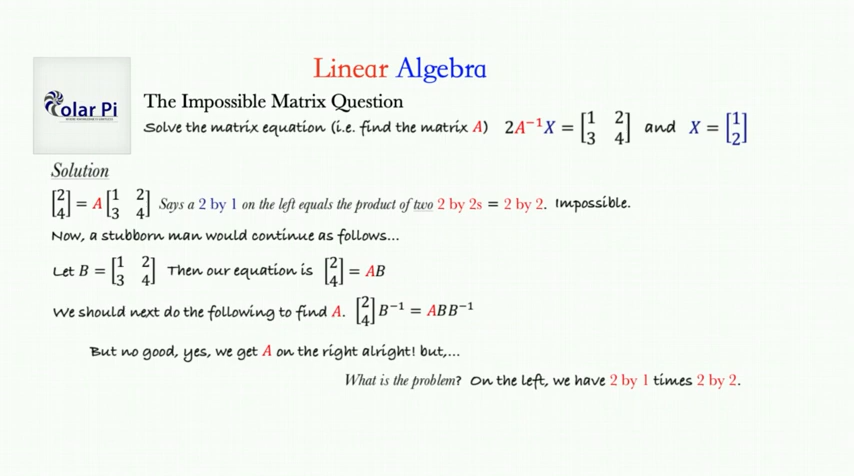 Linear Algebra
olar Pi
The Impossible Matrix Question
Solve the matrix equation (i.e. find the matrix A) 2A⁻¹X = [1 2; 3 4] and X = [1; 2]
Solution
[2; 4] = A[1 2; 3 4] Says a 2 by 1 on the left equals the product of two 2 by 2s = 2 by 2. Impossible.
Now, a stubborn man would continue as follows...
Let B = [1 2; 3 4] Then our equation is [2; 4] = AB
We should next do the following to find A. [2; 4]B⁻¹ = ABB⁻¹
But no good, yes, we get A on the right alright! but,...
What is the problem? On the left, we have 2 by 1 times 2 by 2.